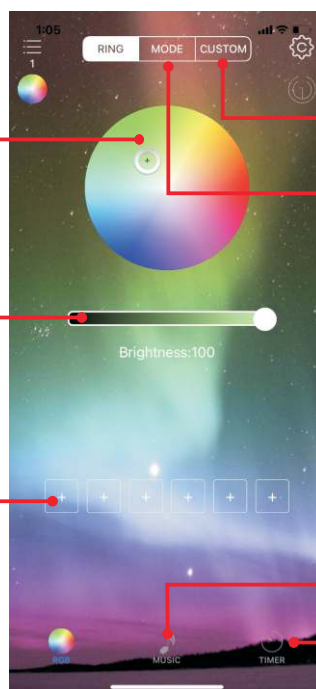 1:05
RING MODE CUSTOM
1
Brightness:100
+ + + + + +
RGB MUSIC TIMER